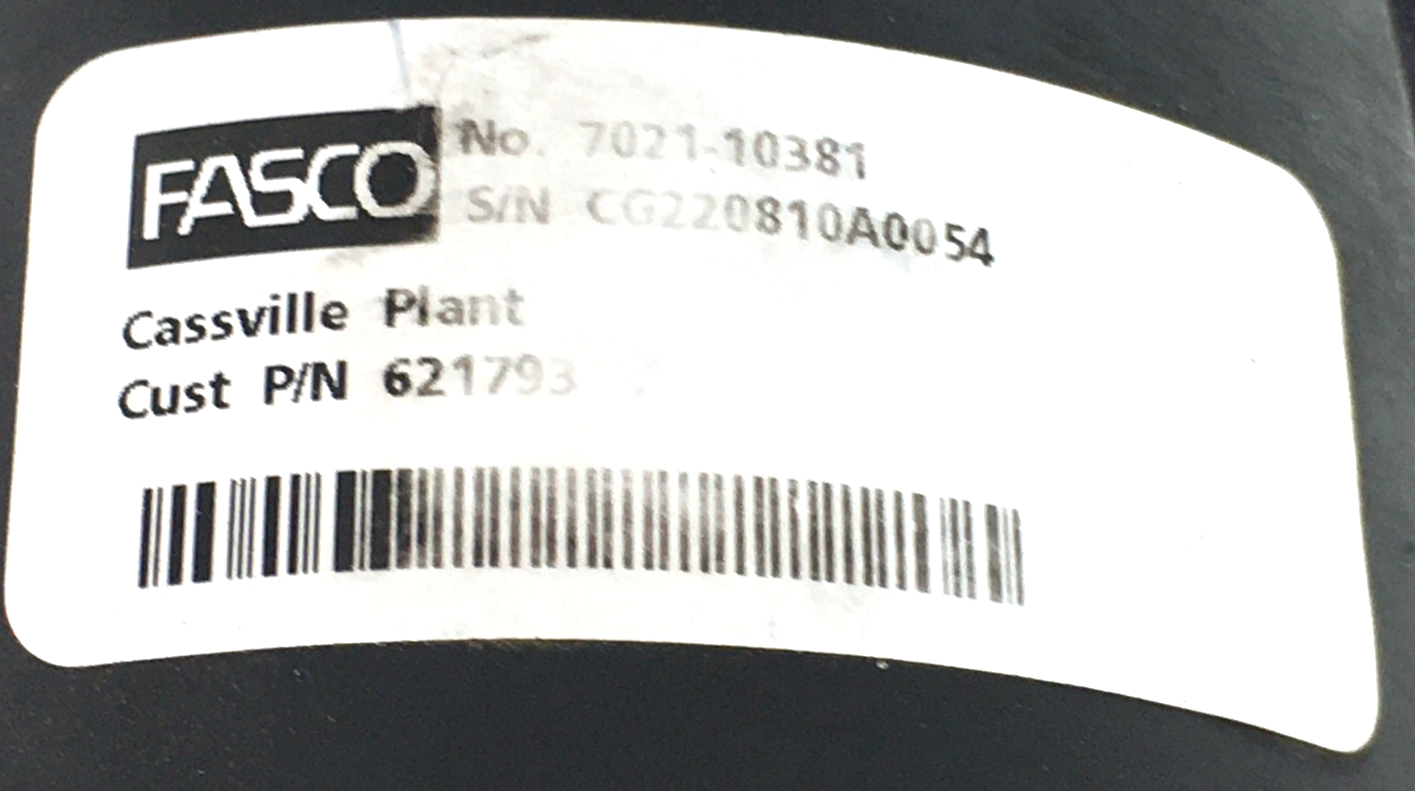 FASCO
No. 7021-10381
S/N CG220810A0054
Cassville Plant
Cust P/N 621793